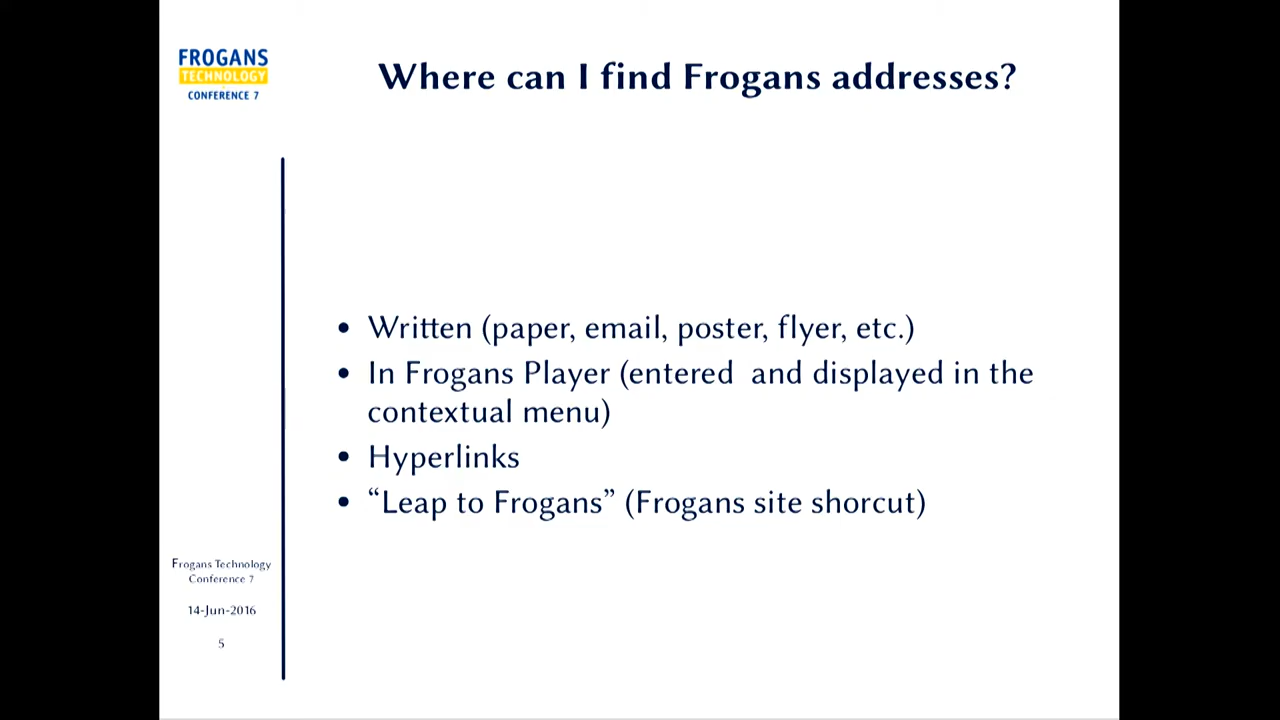 FROGANS
TECHNOLOGY
CONFERENCE 7
Where can I find Frogans addresses?
• Written (paper, email, poster, flyer, etc.)
• In Frogans Player (entered  and displayed in the
contextual menu)
• Hyperlinks
• “Leap to Frogans” (Frogans site shorcut)
Frogans Technology
Conference 7
14-Jun-2016
5